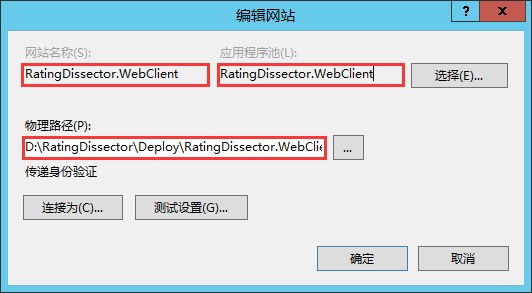 编辑网站
?
网站名称(S):
应用程序池(L):
RatingDissector.WebClient
RatingDissector.WebClient
选择(E)...
物理路径(P):
D:\RatingDissector\Deploy\RatingDissector.WebClie
...
传递身份验证
连接为(C)...
测试设置(G)...
确定
取消